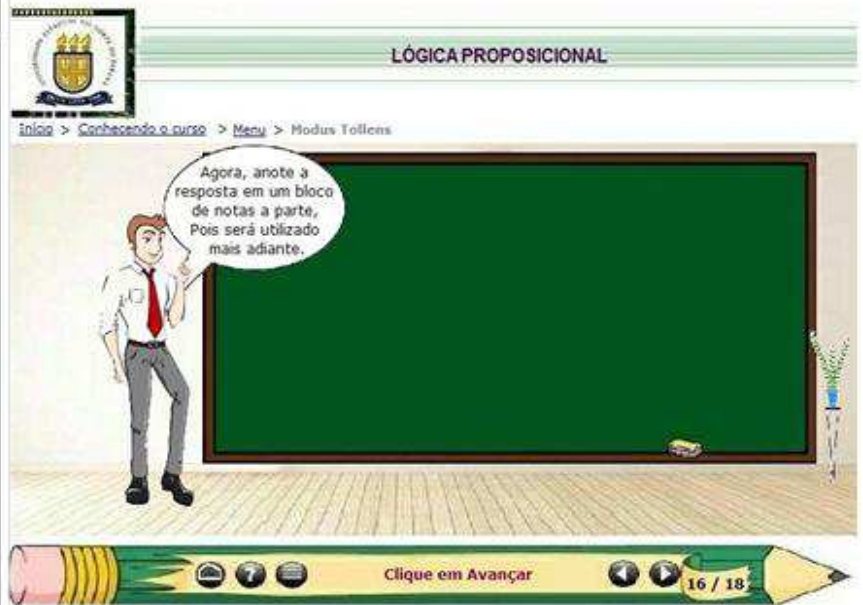 LÓGICA PROPOSICIONAL
Início > Conhecendo o curso > Menu > Modus Tollens
Agora, anote a
resposta em um bloco
de notas a parte,
Pois será utilizado
mais adiante.
?
Clique em Avançar
16 / 18